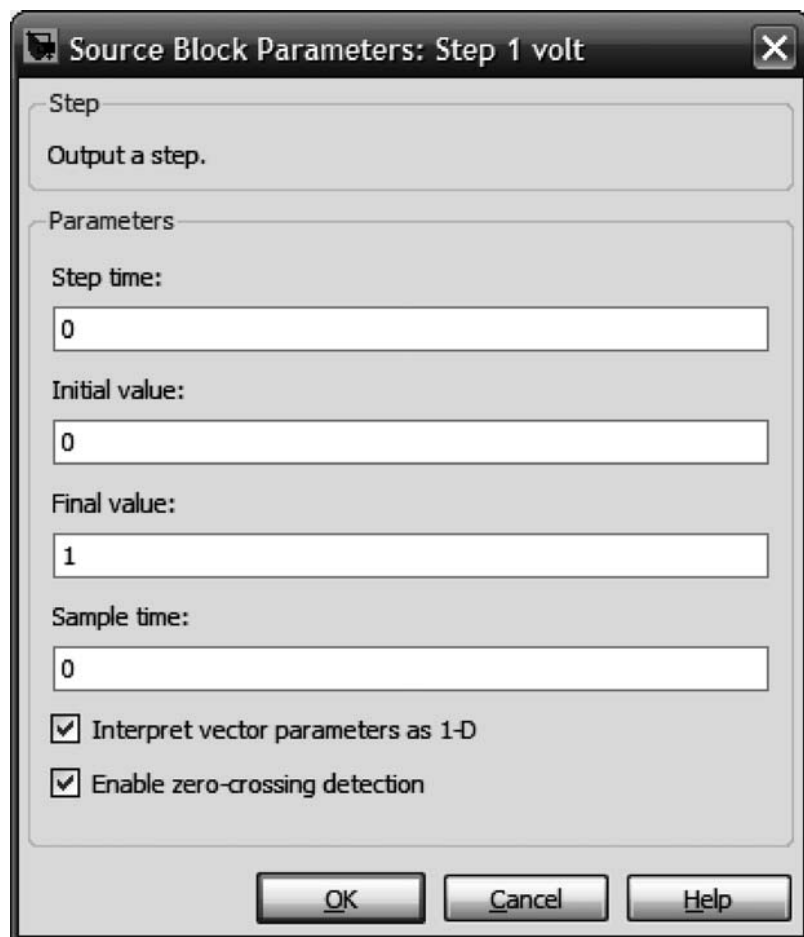 Source Block Parameters: Step 1 volt
Step
Output a step.
Parameters
Step time:
0
Initial value:
0
Final value:
1
Sample time:
0
Interpret vector parameters as 1-D
Enable zero-crossing detection
OK
Cancel
Help